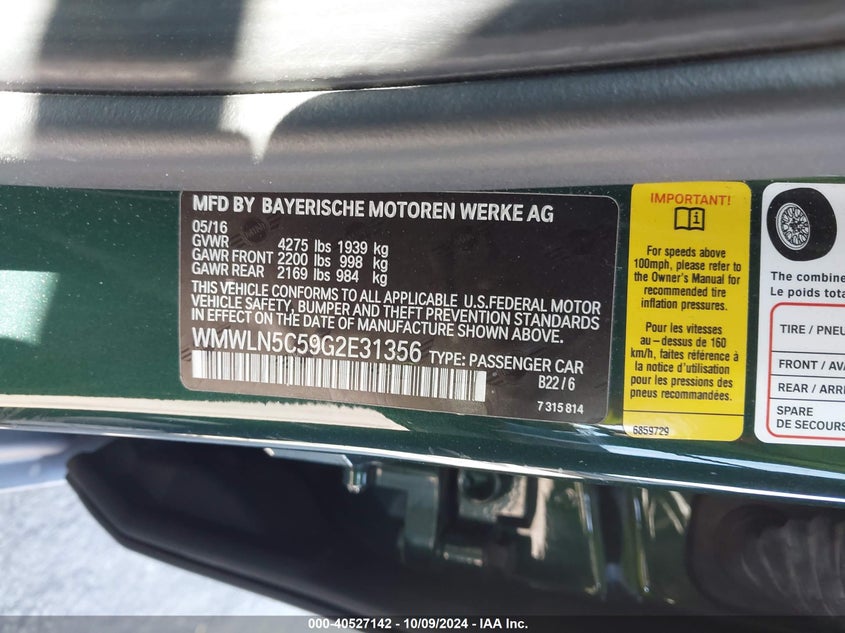 MFD BY BAYERISCHE MOTOREN WERKE AG
05/16
GVWR 4275 lbs 1939 kg
GAWR FRONT 2200 lbs 998 kg
GAWR REAR 2169 lbs 984 kg
THIS VEHICLE CONFORMS TO ALL APPLICABLE U.S.FEDERAL MOTOR
VEHICLE SAFETY, BUMPER AND THEFT PREVENTION STANDARDS
IN EFFECT ON THE DATE OF MANUFACTURE SHOWN ABOVE.
WMWLN5C59G2E31356 TYPE: PASSENGER CAR
B22/6
7 315 814
IMPORTANT!
For speeds above
100mph, please refer to
the Owner's Manual for
recommended tire
inflation pressures.
Pour les vitesses
au-dessus de 160
km/h, faites référence à
la notice d'utilisation
pour les pressions des
pneus recommandés.
6859729
The combine
Le poids tota
TIRE / PNEU
FRONT / AVA
REAR / ARRI
SPARE
DE SECOURS
000-40527142 - 10/09/2024 - IAA Inc.